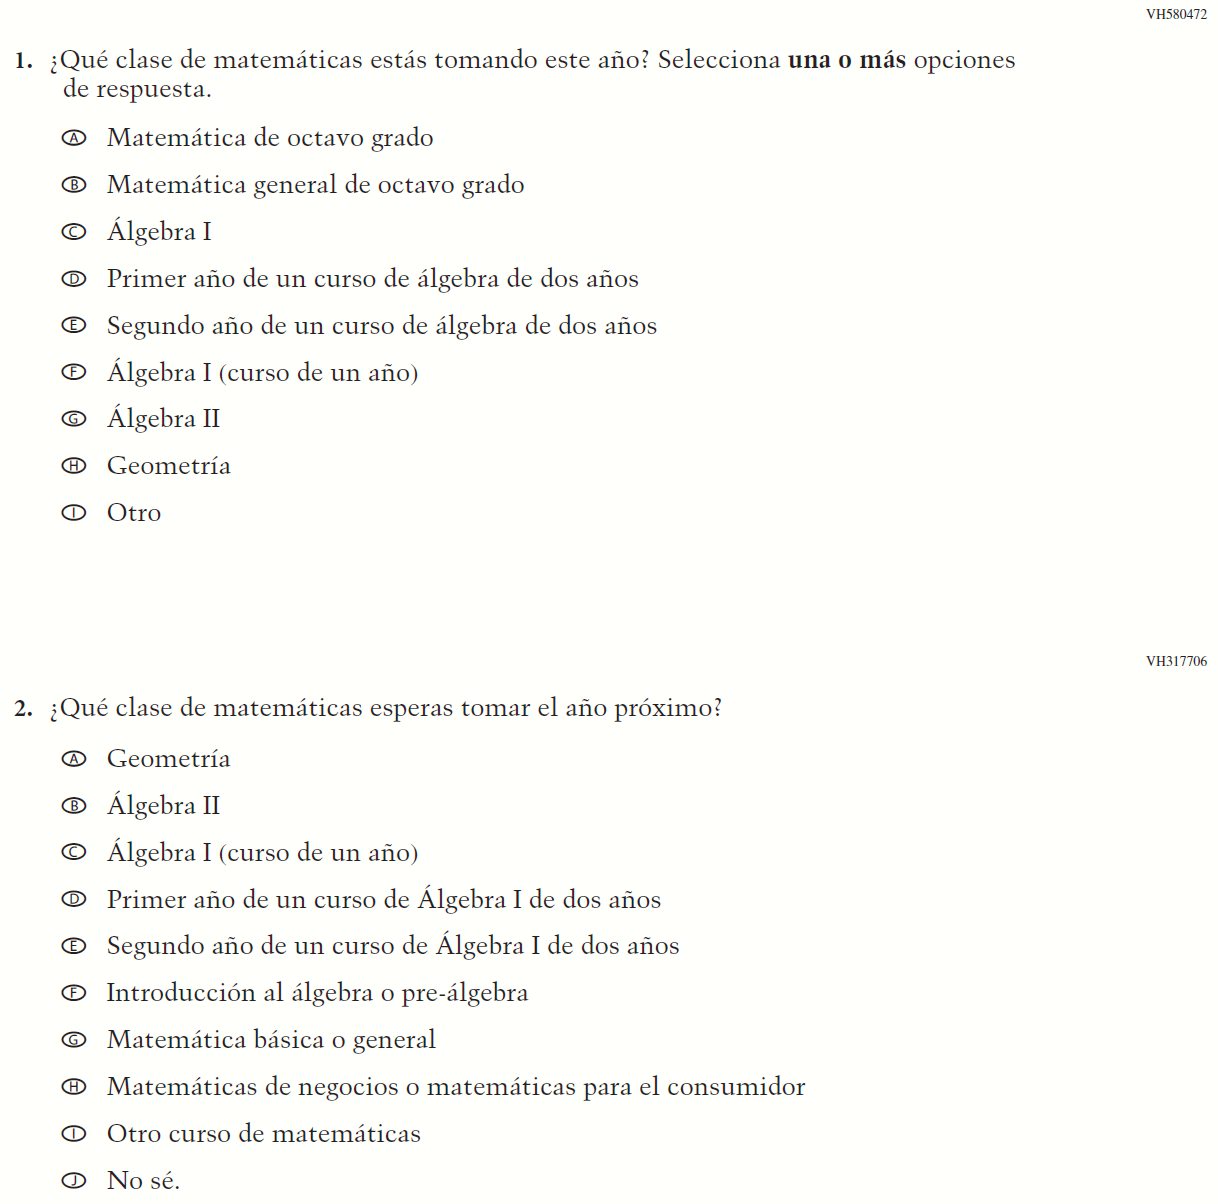 VH580472
1. ¿Qué clase de matemáticas estás tomando este año? Selecciona una o más opciones
de respuesta.
A Matemática de octavo grado
B Matemática general de octavo grado
C Álgebra I
D Primer año de un curso de álgebra de dos años
E Segundo año de un curso de álgebra de dos años
F Álgebra I (curso de un año)
G Álgebra II
H Geometría
I Otro
VH317706
2. ¿Qué clase de matemáticas esperas tomar el año próximo?
A Geometría
B Álgebra II
C Álgebra I (curso de un año)
D Primer año de un curso de Álgebra I de dos años
E Segundo año de un curso de Álgebra I de dos años
F Introducción al álgebra o pre-álgebra
G Matemática básica o general
H Matemáticas de negocios o matemáticas para el consumidor
I Otro curso de matemáticas
J No sé.